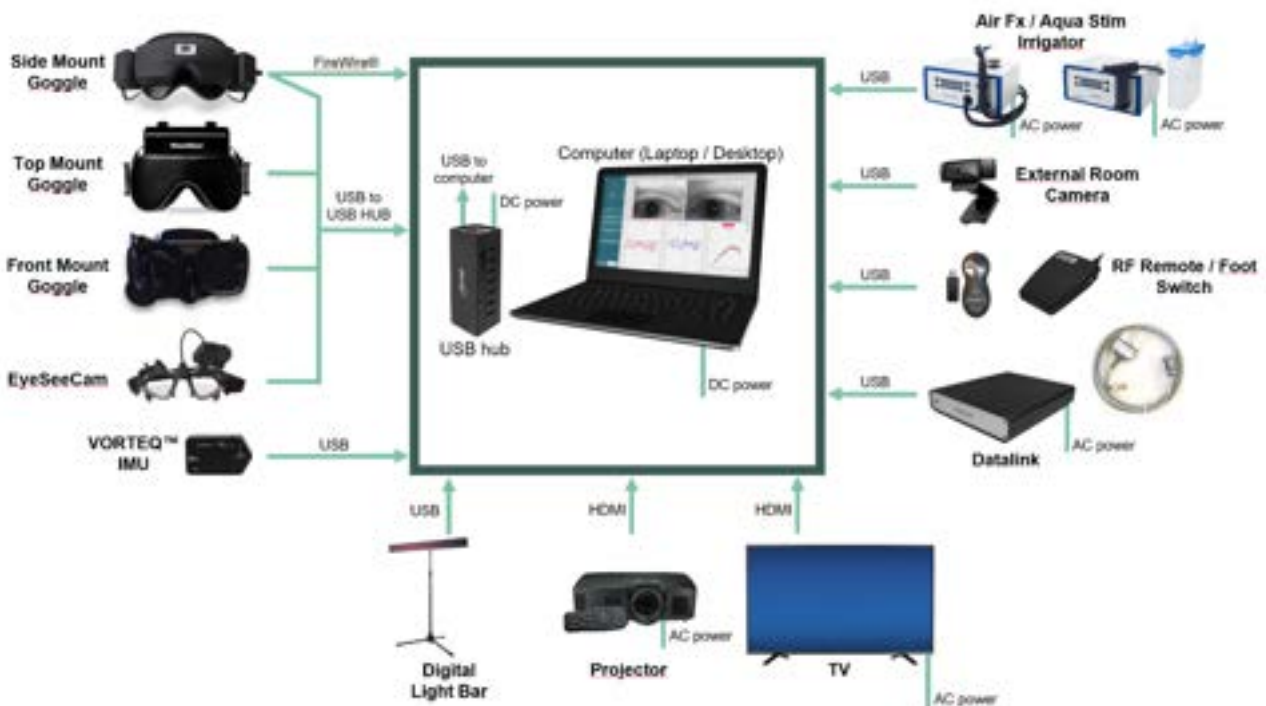 Side Mount
Goggle
FireWire®
Top Mount
Goggle
USB to
USB HUB
Front Mount
Goggle
EyeSeeCam
VORTEQ™
IMU
USB
USB to
computer
DC power
USB hub
Computer (Laptop / Desktop)
DC power
Air Fx / Aqua Stim
Irrigator
USB
AC power
AC power
USB
External Room
Camera
USB
RF Remote / Foot
Switch
USB
AC power
Datalink
USB
Digital
Light Bar
HDMI
AC power
Projector
HDMI
TV
AC power